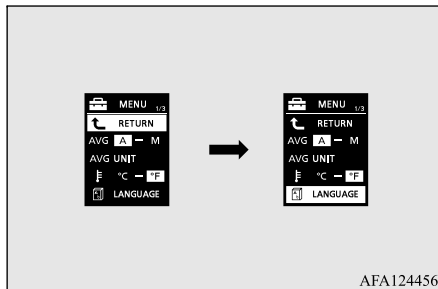 MENU 1/3
RETURN
AVG A – M
AVG UNIT
°C – °F
LANGUAGE
MENU 1/3
RETURN
AVG A – M
AVG UNIT
°C – °F
LANGUAGE
AFA124456